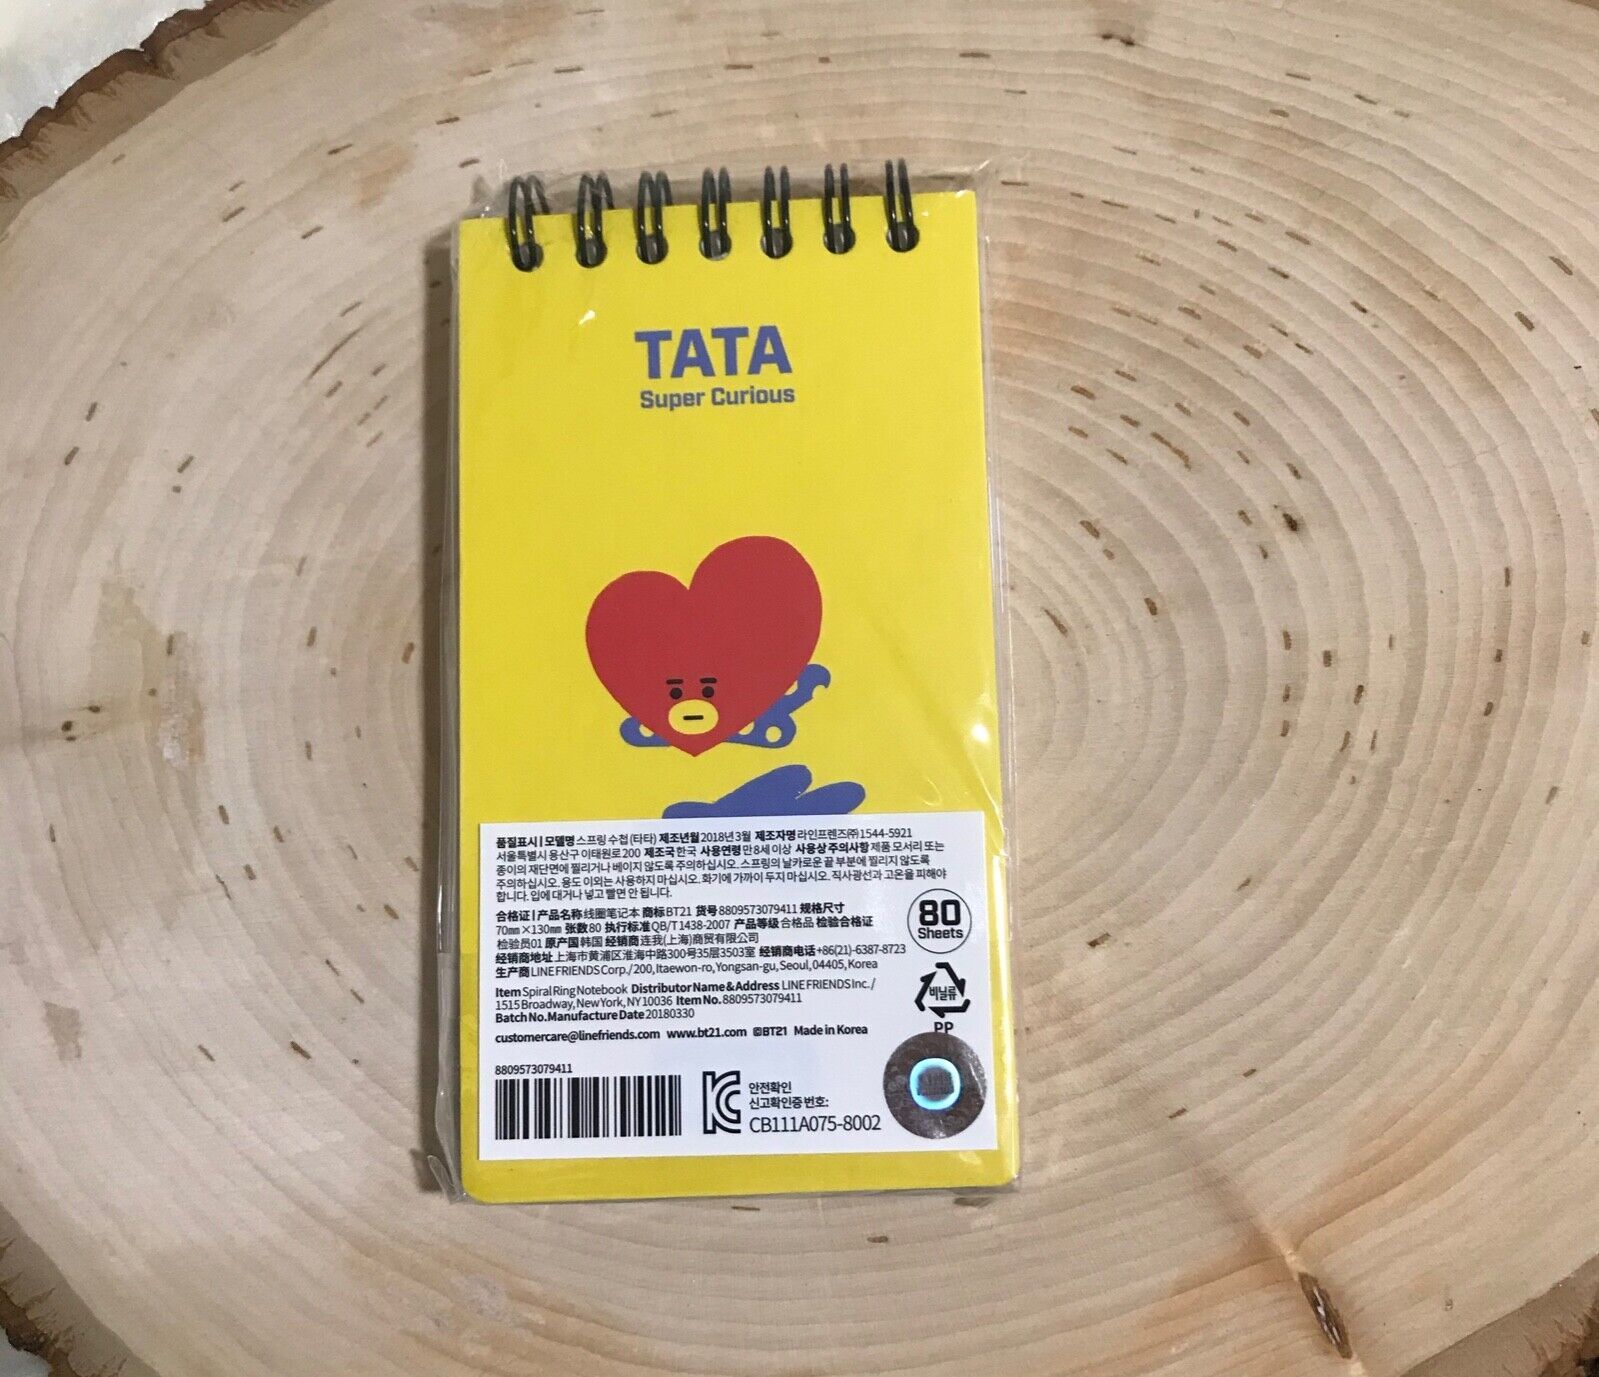 TATA
Super Curious
품질표시 | 모델명 스프링 수첩 (타타) 제조년월 2018년 3월 제조자명 라인프렌즈㈜ 1544-5921
서울특별시 용산구 이태원로 200 제조국 한국 사용연령 만 8세 이상 사용상 주의사항 제품 모서리 또는
종이의 재단면에 찔리거나 베이지 않도록 주의하십시오. 스프링의 날카로운 끝 부분에 찔리지 않도록
주의하십시오. 용도 이외는 사용하지 마십시오. 화기에 가까이 두지 마십시오. 직사광선과 고온을 피해야
합니다. 입에 대거나 넣고 빨면 안 됩니다.
合格证 | 产品名称 线圈笔记本 商标 BT21 货号 8809573079411 规格尺寸
70mm×130mm 张数 80 执行标准 QB/T 1438-2007 产品等级 合格品 检验合格证
检验员01 原产国 韩国 经销商 连我(上海)商贸有限公司
经销商地址 上海市黄浦区淮海中路300号35层3503室 经销商电话 +86(21)-6387-8723
生产商 LINE FRIENDS Corp. / 200, Itaewon-ro, Yongsan-gu, Seoul, 04405, Korea
80
Sheets
Item Spiral Ring Notebook Distributor Name & Address LINE FRIENDS Inc. /
1515 Broadway, New York, NY 10036 Item No. 8809573079411
Batch No. Manufacture Date 20180330
customercare@linefriends.com www.bt21.com ©BT21 Made in Korea
비닐류
PP
8809573079411
안전확인
신고확인증 번호:
CB111A075-8002